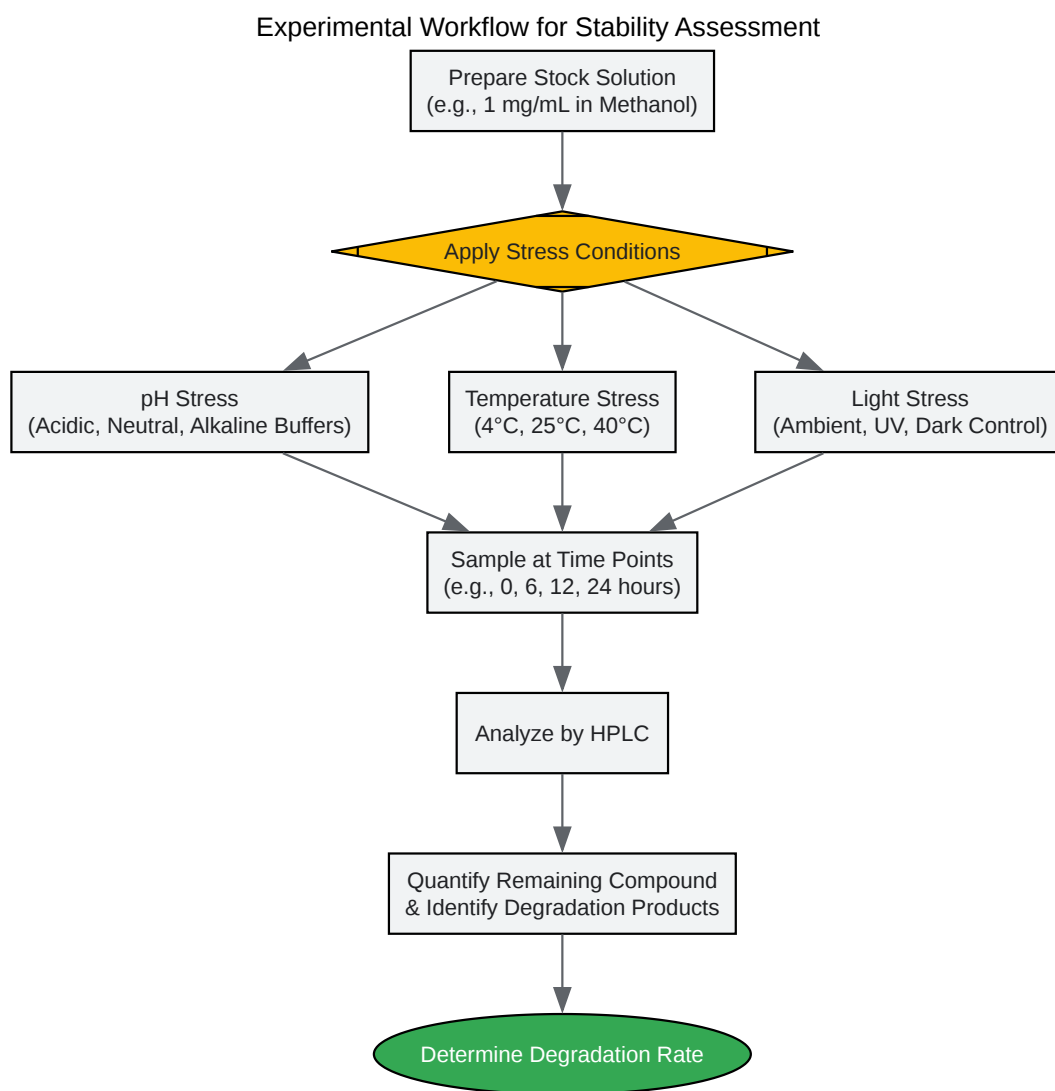 Experimental Workflow for Stability Assessment
Prepare Stock Solution
(e.g., 1 mg/mL in Methanol)
Apply Stress Conditions
pH Stress
(Acidic, Neutral, Alkaline Buffers)
Temperature Stress
(4°C, 25°C, 40°C)
Light Stress
(Ambient, UV, Dark Control)
Sample at Time Points
(e.g., 0, 6, 12, 24 hours)
Analyze by HPLC
Quantify Remaining Compound
& Identify Degradation Products
Determine Degradation Rate